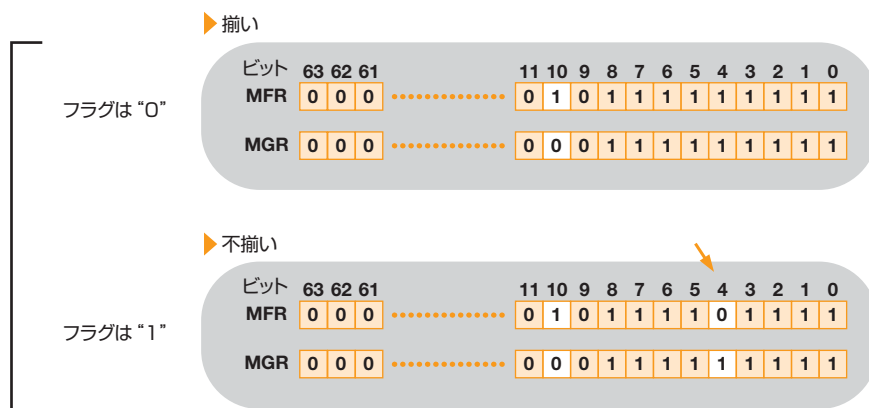 揃い
ビット 63 62 61 11 10 9 8 7 6 5 4 3 2 1 0
MFR 0 0 0 0 1 0 1 1 1 1 1 1 1 1 1
フラグは“0”
MGR 0 0 0 0 0 0 1 1 1 1 1 1 1 1 1
不揃い
ビット 63 62 61 11 10 9 8 7 6 5 4 3 2 1 0
MFR 0 0 0 0 1 0 1 1 1 1 0 1 1 1 1
フラグは“1”
MGR 0 0 0 0 0 0 1 1 1 1 1 1 1 1 1